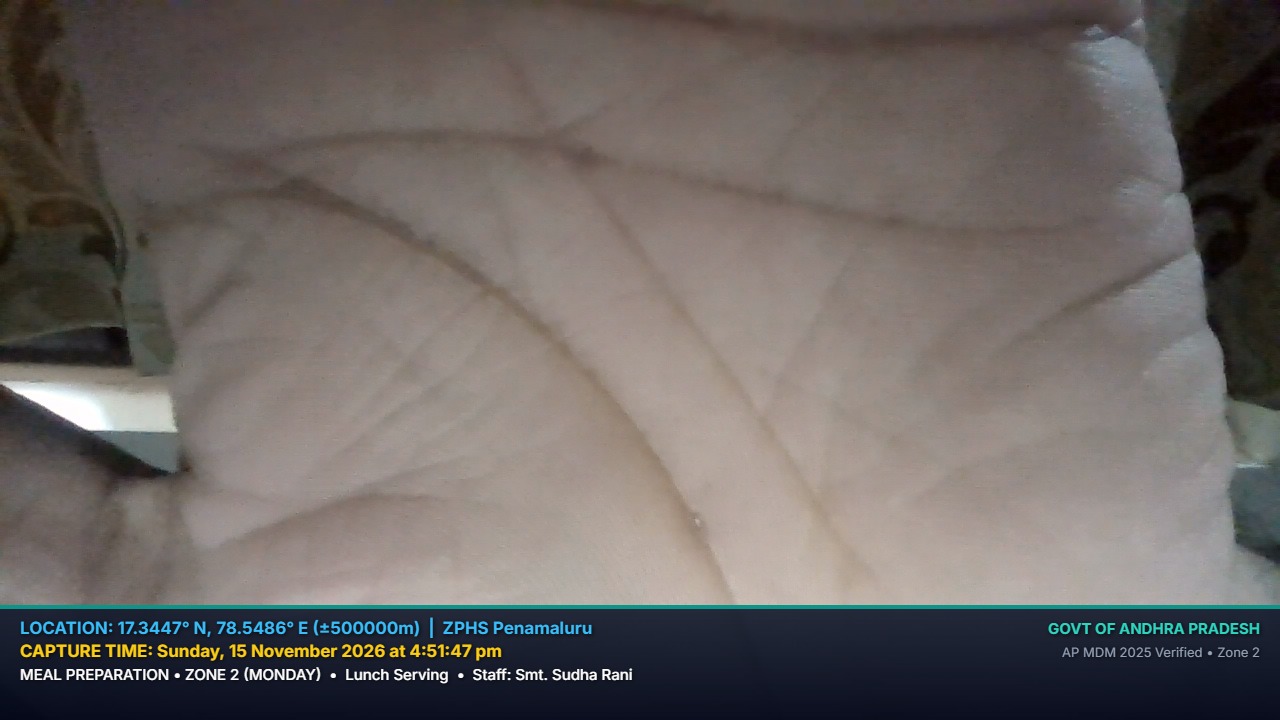 LOCATION: 17.3447° N, 78.5486° E (±500000m) | ZPHS Penamaluru
CAPTURE TIME: Sunday, 15 November 2026 at 4:51:47 pm
MEAL PREPARATION • ZONE 2 (MONDAY) • Lunch Serving • Staff: Smt. Sudha Rani
GOVT OF ANDHRA PRADESH
AP MDM 2025 Verified • Zone 2